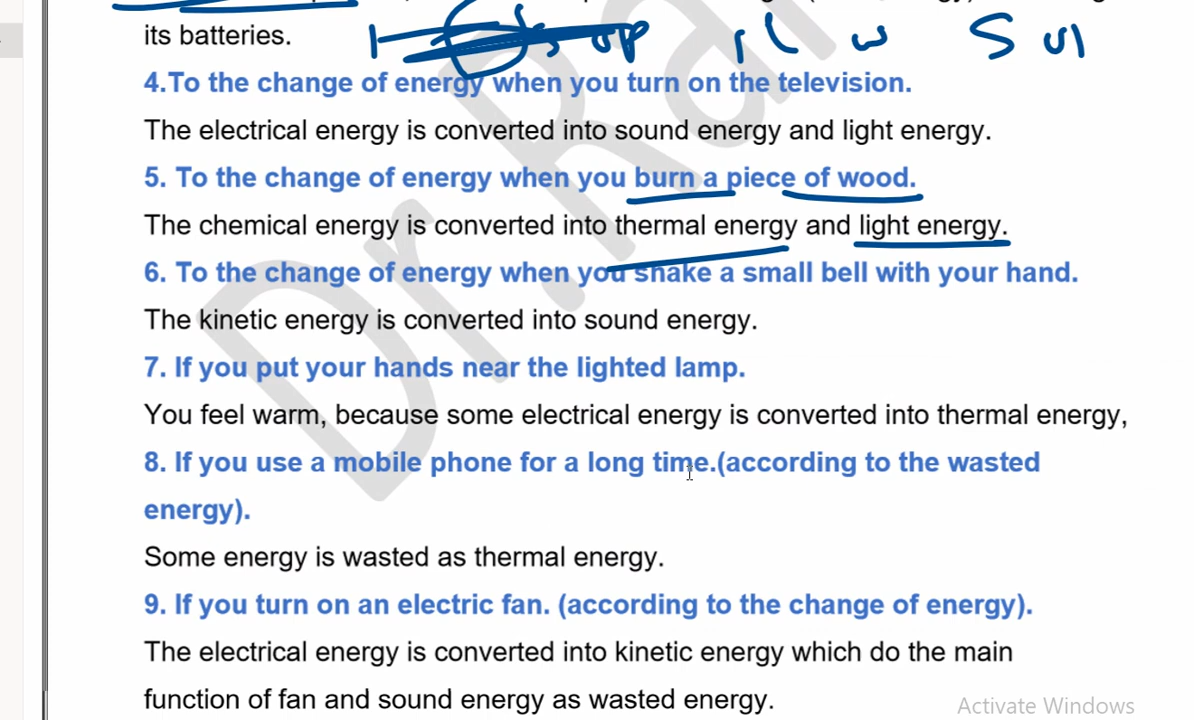 its batteries.
4.To the change of energy when you turn on the television.
The electrical energy is converted into sound energy and light energy.
5. To the change of energy when you burn a piece of wood.
The chemical energy is converted into thermal energy and light energy.
6. To the change of energy when you shake a small bell with your hand.
The kinetic energy is converted into sound energy.
7. If you put your hands near the lighted lamp.
You feel warm, because some electrical energy is converted into thermal energy,
8. If you use a mobile phone for a long time.(according to the wasted
energy).
Some energy is wasted as thermal energy.
9. If you turn on an electric fan. (according to the change of energy).
The electrical energy is converted into kinetic energy which do the main
function of fan and sound energy as wasted energy.
Activate Windows